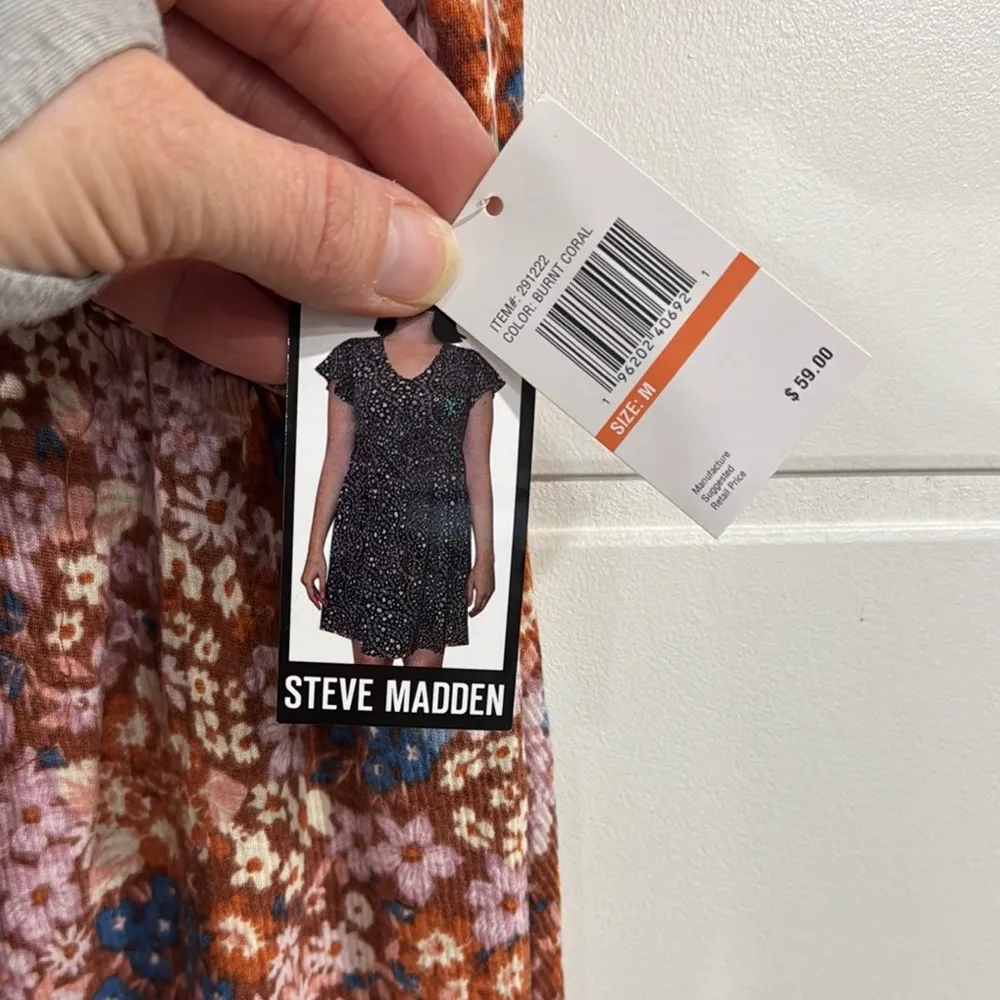 ITEM#: 291222
COLOR: BURNT CORAL
1 96202 40692 1
SIZE: M
$ 59.00
Manufacture
Suggested
Retail Price
STEVE MADDEN